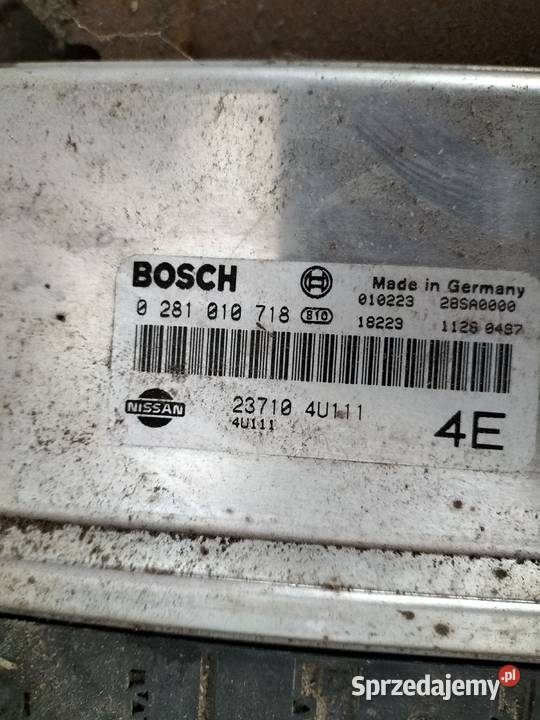 BOSCH
Made in Germany
010223 28SA0000
0 281 010 718 810
18223 1128 0487
NISSAN
23710 4U111
4U111
4E
Sprzedajemy.pl